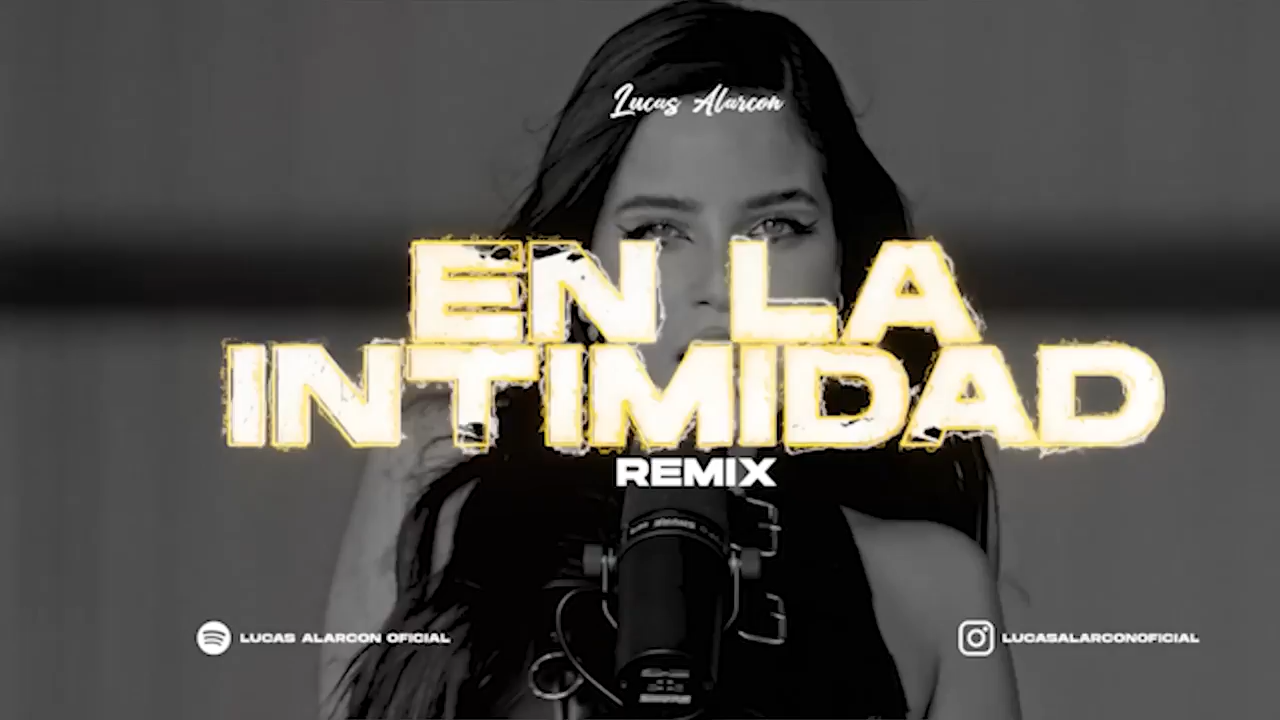 Lucas Alarcon
EN LA
INTIMIDAD
REMIX
LUCAS ALARCON OFICIAL
LUCASALARCONOFICIAL